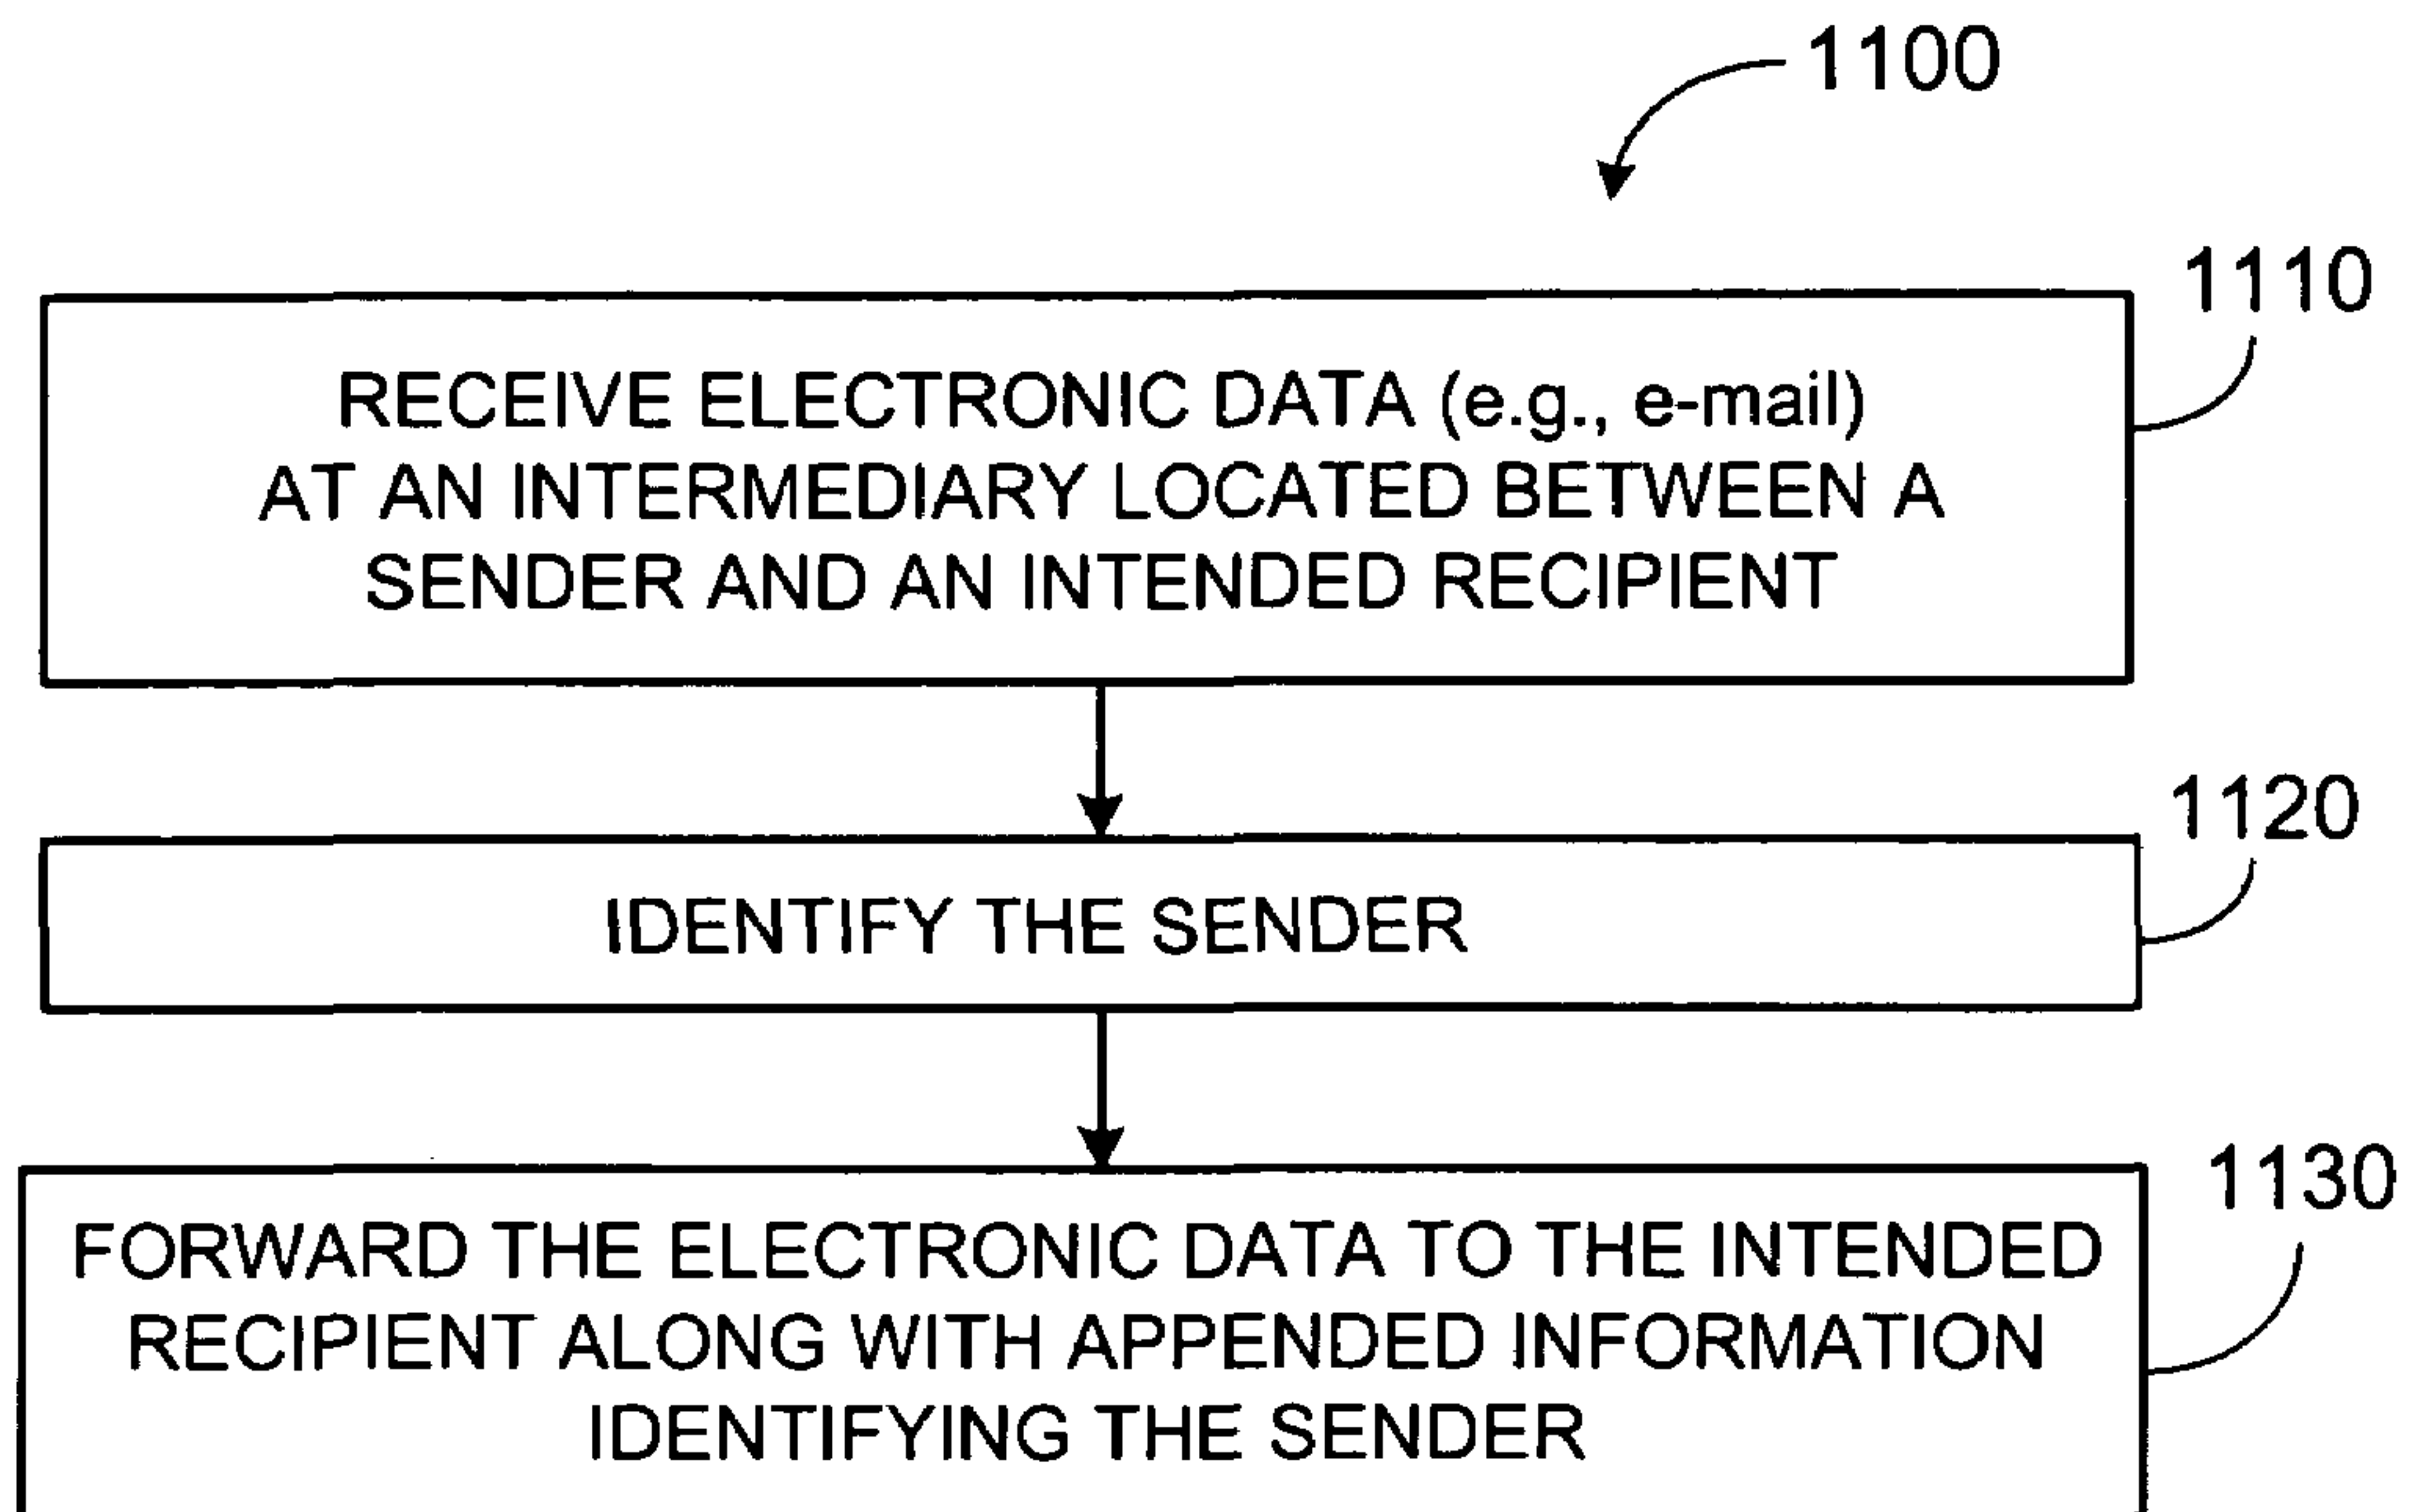 1100
1110
RECEIVE ELECTRONIC DATA (e.g., e-mail)
AT AN INTERMEDIARY LOCATED BETWEEN A
SENDER AND AN INTENDED RECIPIENT
1120
IDENTIFY THE SENDER
1130
FORWARD THE ELECTRONIC DATA TO THE INTENDED
RECIPIENT ALONG WITH APPENDED INFORMATION
IDENTIFYING THE SENDER